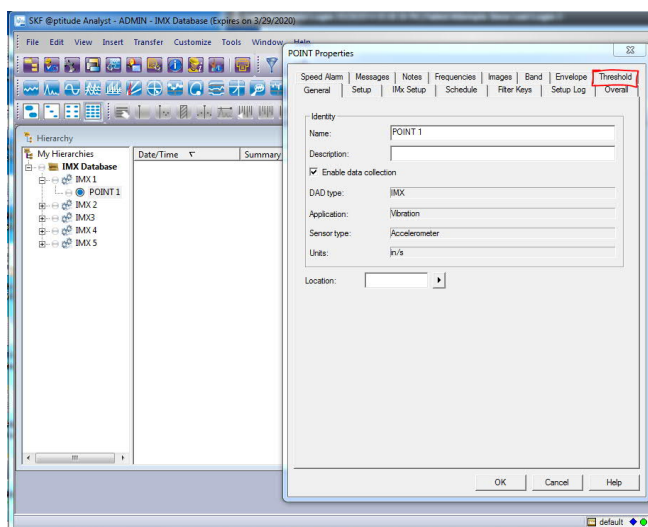 SKF @ptitude Analyst - ADMIN - IMX Database (Expires on 3/29/2020)
File Edit View Insert Transfer Customize Tools Window Help
POINT Properties
Speed Alarm Messages Notes Frequencies Images Band Envelope Threshold
General Setup IMx Setup Schedule Filter Keys Setup Log Overall
Identity
Name: POINT 1
Description:
Enable data collection
DAD type: IMX
Application: Vibration
Sensor type: Accelerometer
Units: in/s
Location:
OK Cancel Help
Hierarchy
My Hierarchies
IMX Database
IMX 1
POINT 1
IMX 2
IMX3
IMX 4
IMX 5
Date/Time Summary
default